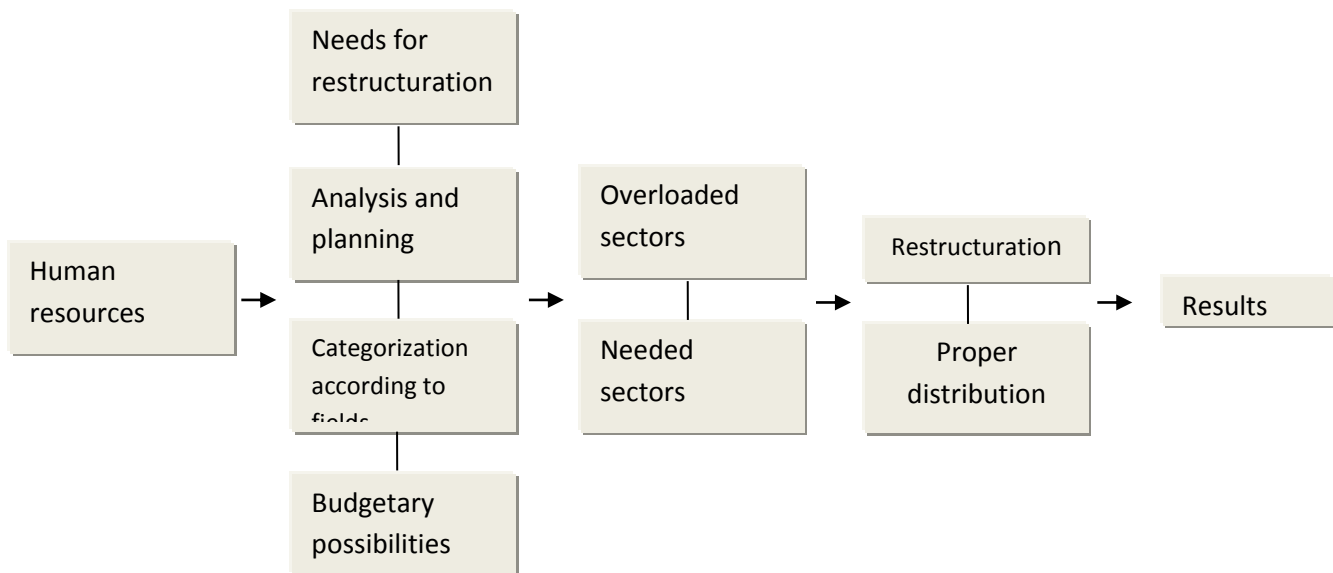 Human
resources
Needs for
restructuration
Analysis and
planning
Categorization
according to
fields
Budgetary
possibilities
Overloaded
sectors
Needed
sectors
Restructuration
Proper
distribution
Results